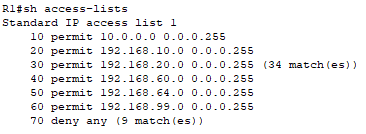 R1#sh access-lists
Standard IP access list 1
10 permit 10.0.0.0 0.0.0.255
20 permit 192.168.10.0 0.0.0.255
30 permit 192.168.20.0 0.0.0.255 (34 match(es))
40 permit 192.168.60.0 0.0.0.255
50 permit 192.168.64.0 0.0.0.255
60 permit 192.168.99.0 0.0.0.255
70 deny any (9 match(es))